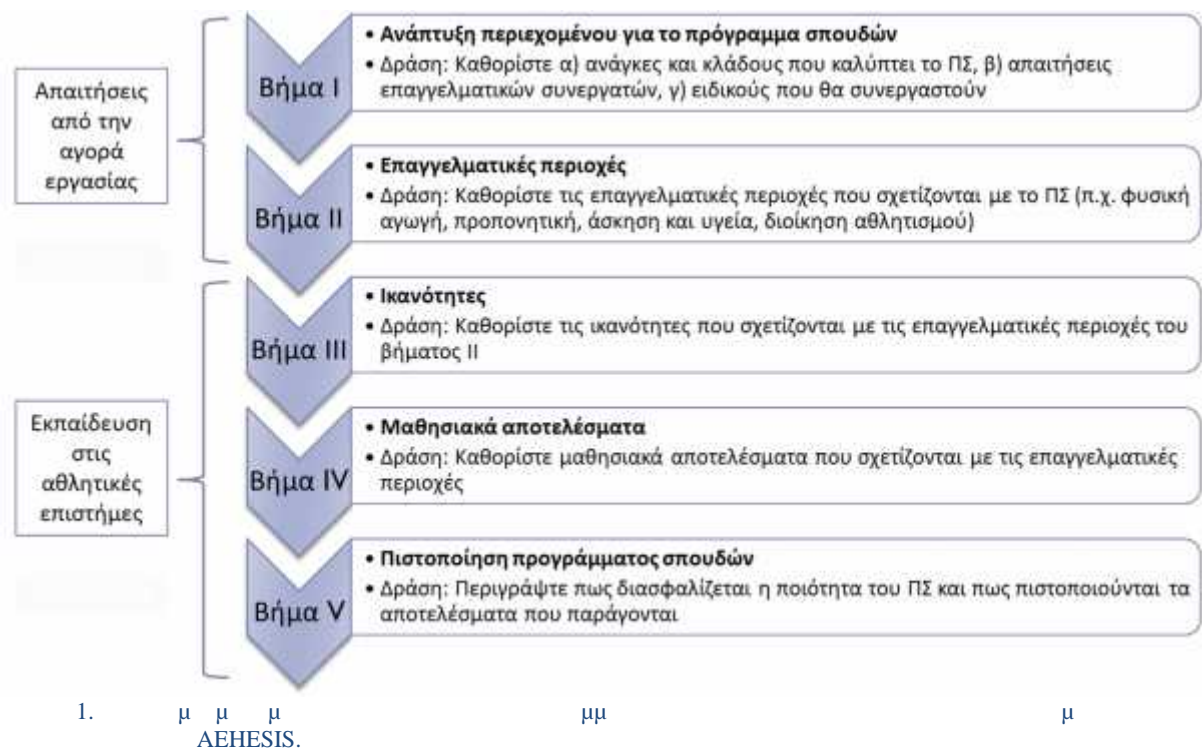 Απαιτήσεις
από την
αγορά
εργασίας
Βήμα I
• Ανάπτυξη περιεχομένου για το πρόγραμμα σπουδών
• Δράση: Καθορίστε α) ανάγκες και κλάδους που καλύπτει το ΠΣ, β) απαιτήσεις
επαγγελματικών συνεργατών, γ) ειδικούς που θα συνεργαστούν
Βήμα II
• Επαγγελματικές περιοχές
• Δράση: Καθορίστε τις επαγγελματικές περιοχές που σχετίζονται με το ΠΣ (π.χ. φυσική
αγωγή, προπονητική, άσκηση και υγεία, διοίκηση αθλητισμού)
Εκπαίδευση
στις
αθλητικές
επιστήμες
Βήμα III
• Ικανότητες
• Δράση: Καθορίστε τις ικανότητες που σχετίζονται με τις επαγγελματικές περιοχές του
βήματος II
Βήμα IV
• Μαθησιακά αποτελέσματα
• Δράση: Καθορίστε μαθησιακά αποτελέσματα που σχετίζονται με τις επαγγελματικές
περιοχές
Βήμα V
• Πιστοποίηση προγράμματος σπουδών
• Δράση: Περιγράψτε πως διασφαλίζεται η ποιότητα του ΠΣ και πως πιστοποιούνται τα
αποτελέσματα που παράγονται
1. μ μ μ μμ μ
AEHESIS.